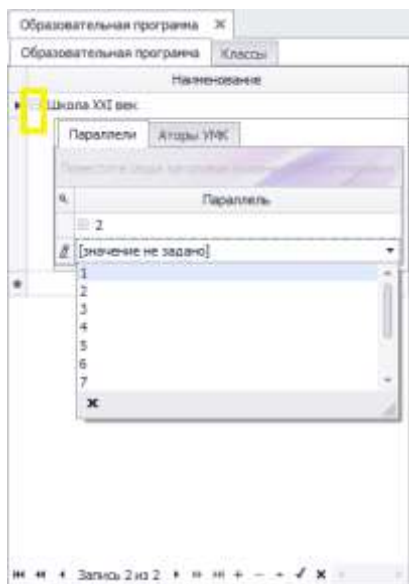 Образовательная программа
Образовательная программа Классы
Наименование
Школа XXI век
Параллели Аторы УМК
Параллель
2
[значение не задано]
1
2
3
4
5
6
7
Запись 2 из 2